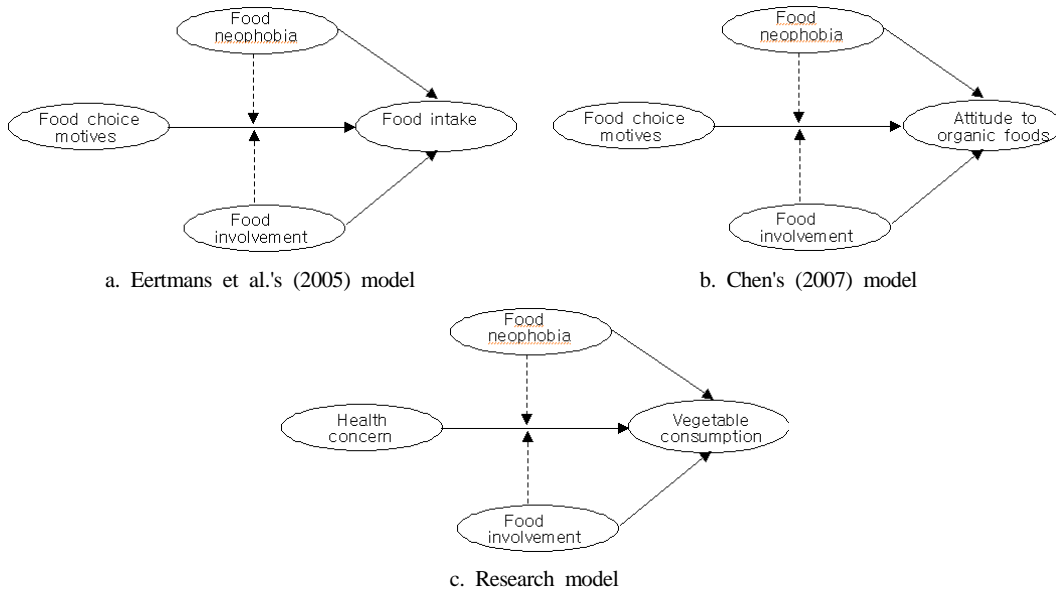 Food
neophobia
Food choice
motives
Food intake
Food
involvement
a. Eertmans et al.'s (2005) model
Food
neophobia
Food choice
motives
Attitude to
organic foods
Food
involvement
b. Chen's (2007) model
Food
neophobia
Health
concern
Vegetable
consumption
Food
involvement
c. Research model